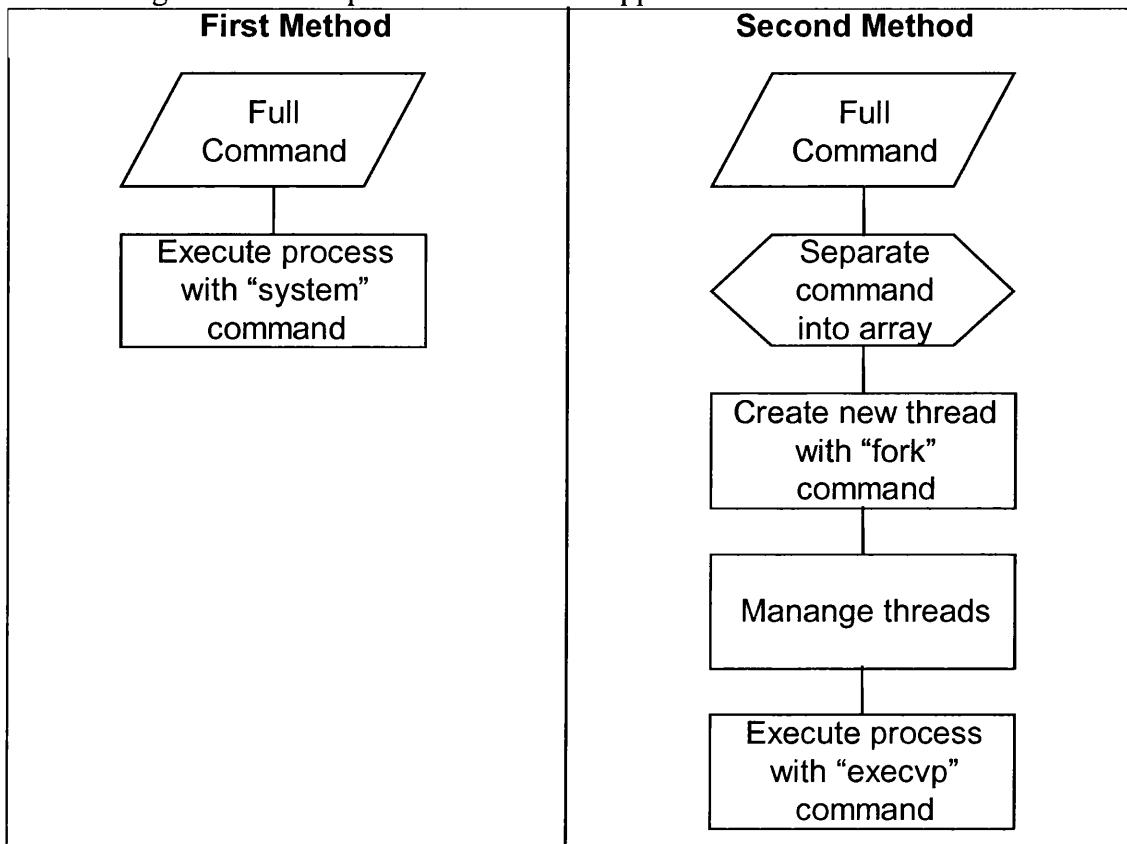 First Method
Full
Command
Execute process
with “system”
command
Second Method
Full
Command
Separate
command
into array
Create new thread
with “fork”
command
Manange threads
Execute process
with “execvp”
command